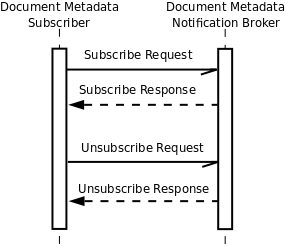 Document Metadata
Subscriber
Document Metadata
Notification Broker
Subscribe Request
Subscribe Response
Unsubscribe Request
Unsubscribe Response